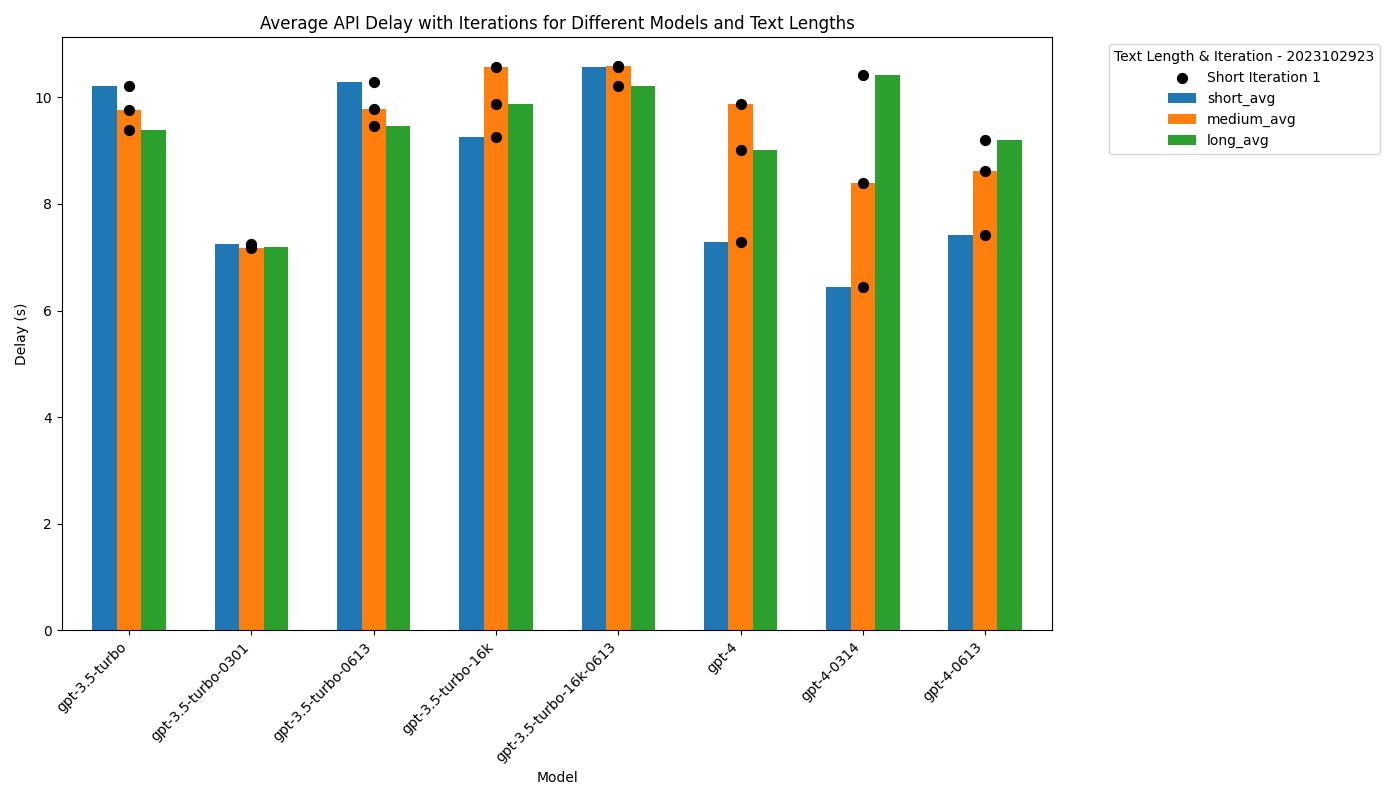 Average API Delay with Iterations for Different Models and Text Lengths
Text Length & Iteration - 2023102923
Short Iteration 1
short_avg
medium_avg
long_avg
Delay (s)
10
8
6
4
2
0
gpt-3.5-turbo
gpt-3.5-turbo-0301
gpt-3.5-turbo-0613
gpt-3.5-turbo-16k
gpt-3.5-turbo-16k-0613
gpt-4
gpt-4-0314
gpt-4-0613
Model